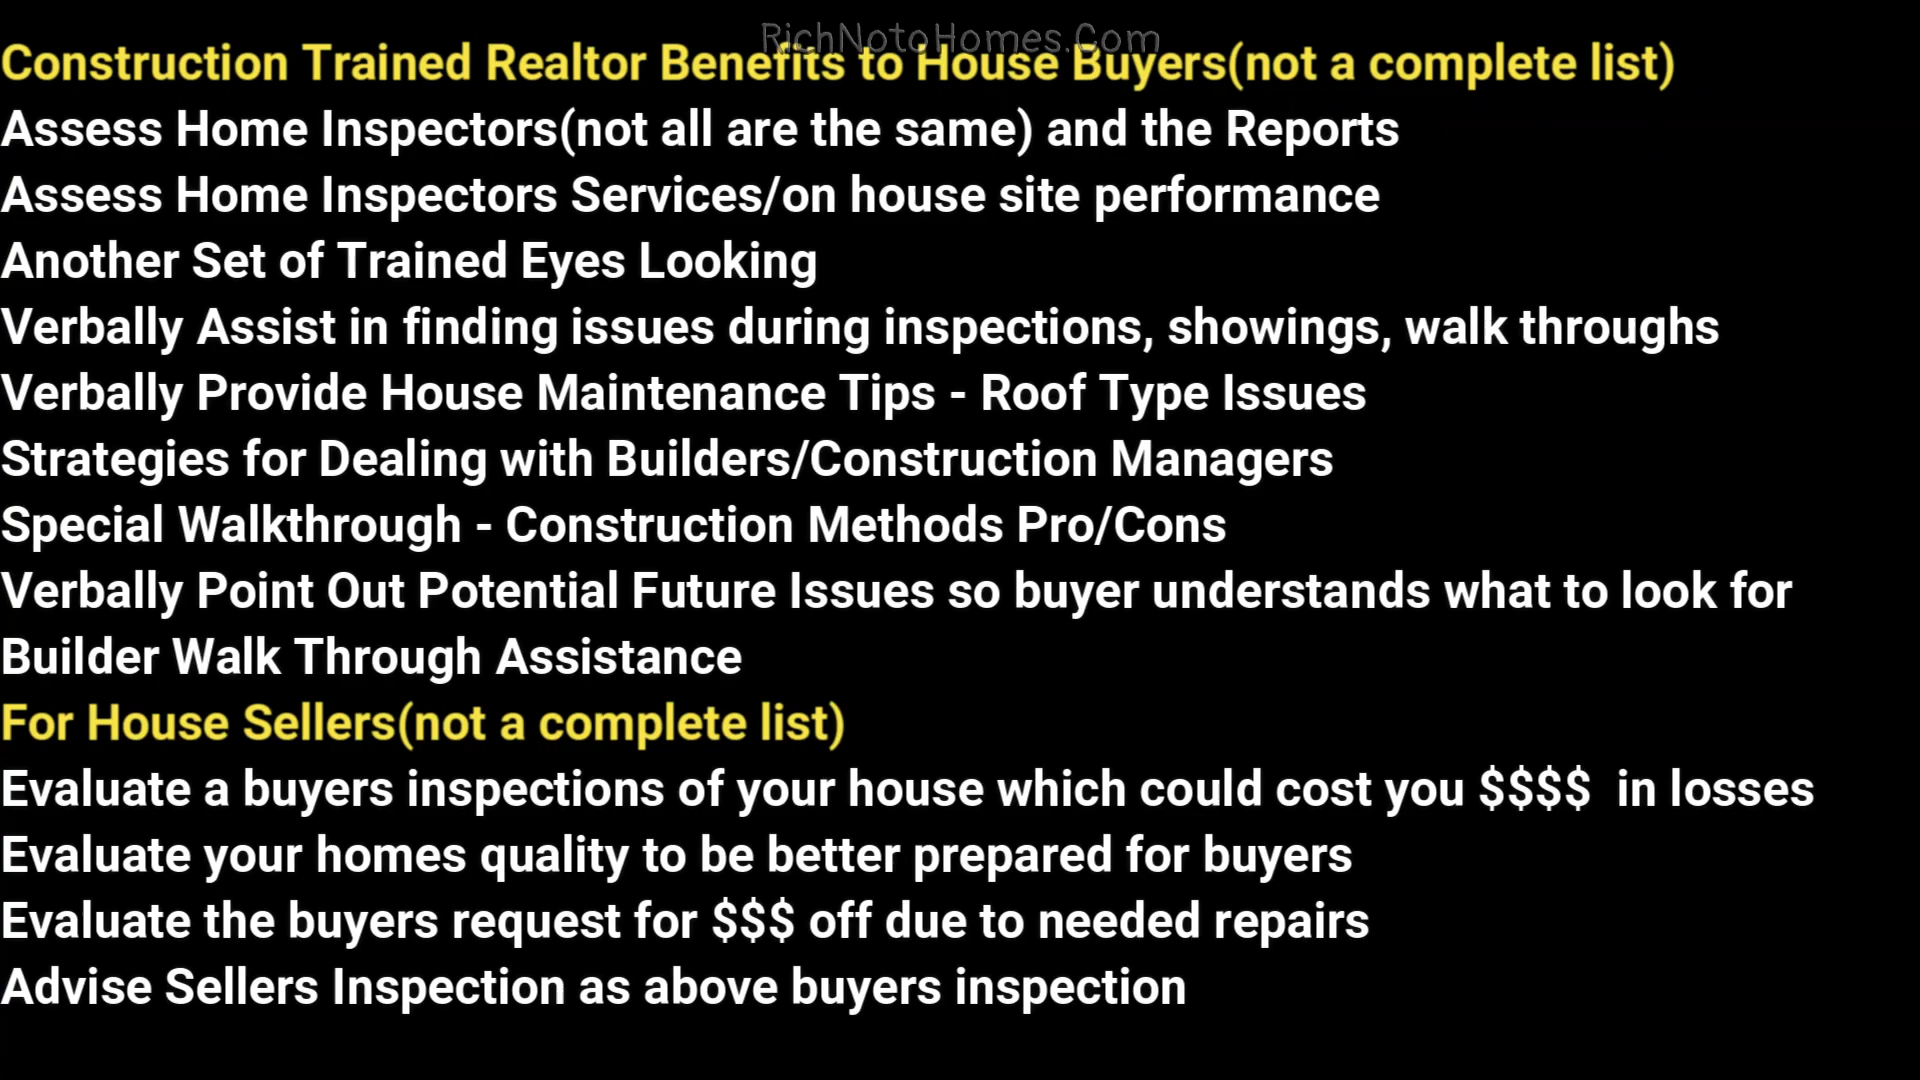 RichNotoHomes.Com
Construction Trained Realtor Benefits to House Buyers(not a complete list)
Assess Home Inspectors(not all are the same) and the Reports
Assess Home Inspectors Services/on house site performance
Another Set of Trained Eyes Looking
Verbally Assist in finding issues during inspections, showings, walk throughs
Verbally Provide House Maintenance Tips - Roof Type Issues
Strategies for Dealing with Builders/Construction Managers
Special Walkthrough - Construction Methods Pro/Cons
Verbally Point Out Potential Future Issues so buyer understands what to look for
Builder Walk Through Assistance
For House Sellers(not a complete list)
Evaluate a buyers inspections of your house which could cost you $$$$  in losses
Evaluate your homes quality to be better prepared for buyers
Evaluate the buyers request for $$$ off due to needed repairs
Advise Sellers Inspection as above buyers inspection